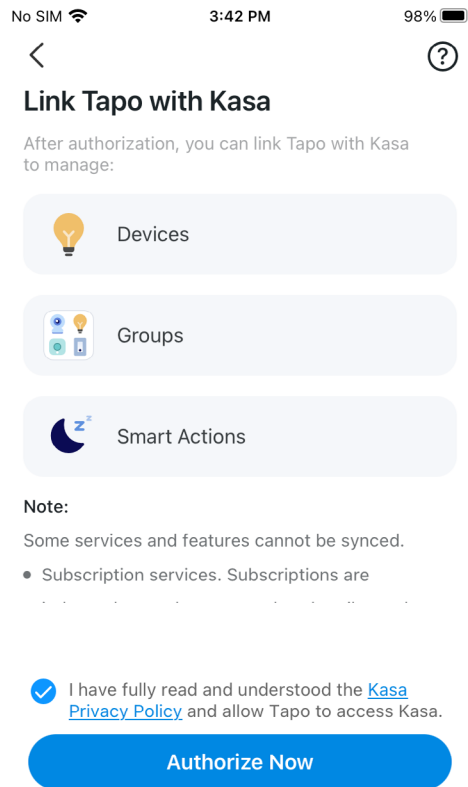 No SIM 3:42 PM 98%
Link Tapo with Kasa
After authorization, you can link Tapo with Kasa
to manage:
Devices
Groups
z z
Smart Actions
Note:
Some services and features cannot be synced.
• Subscription services. Subscriptions are
I have fully read and understood the Kasa
Privacy Policy and allow Tapo to access Kasa.
Authorize Now